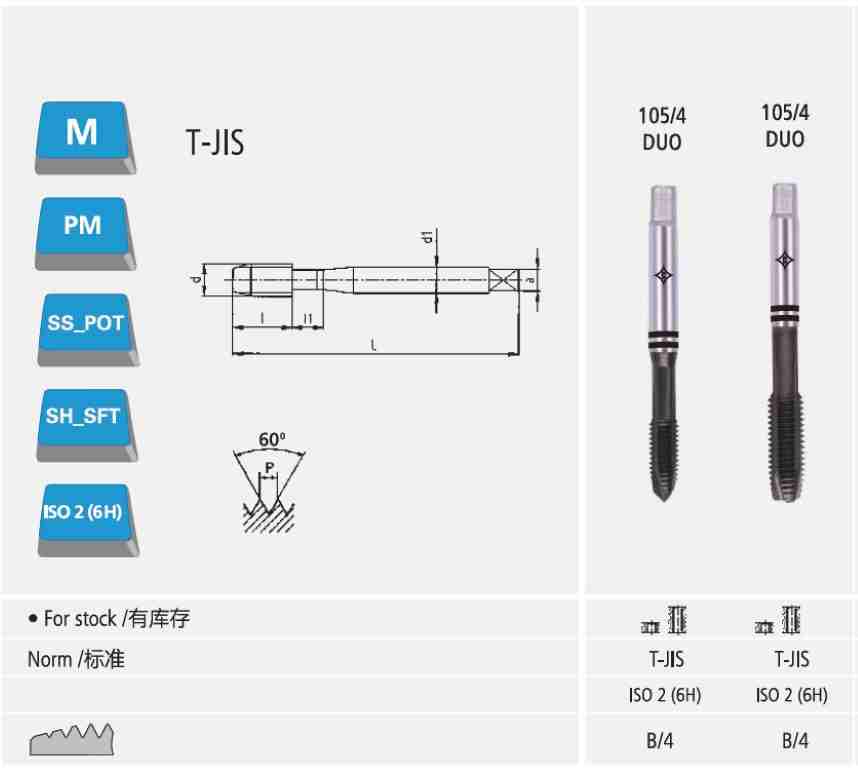 M
T-JIS
105/4
DUO
105/4
DUO
PM
SS_POT
SH_SFT
ISO 2 (6H)
d
d1
a
l
l1
L
60⁰
P
• For stock /有库存
Norm /标准
T-JIS
T-JIS
ISO 2 (6H)
ISO 2 (6H)
B/4
B/4